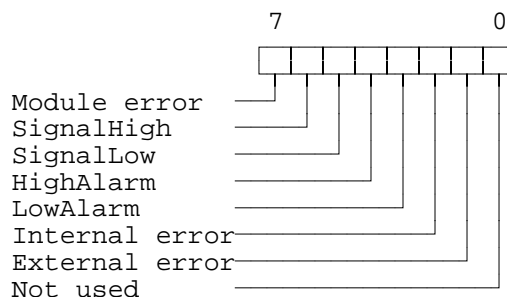 7 0
Module error
SignalHigh
SignalLow
HighAlarm
LowAlarm
Internal error
External error
Not used